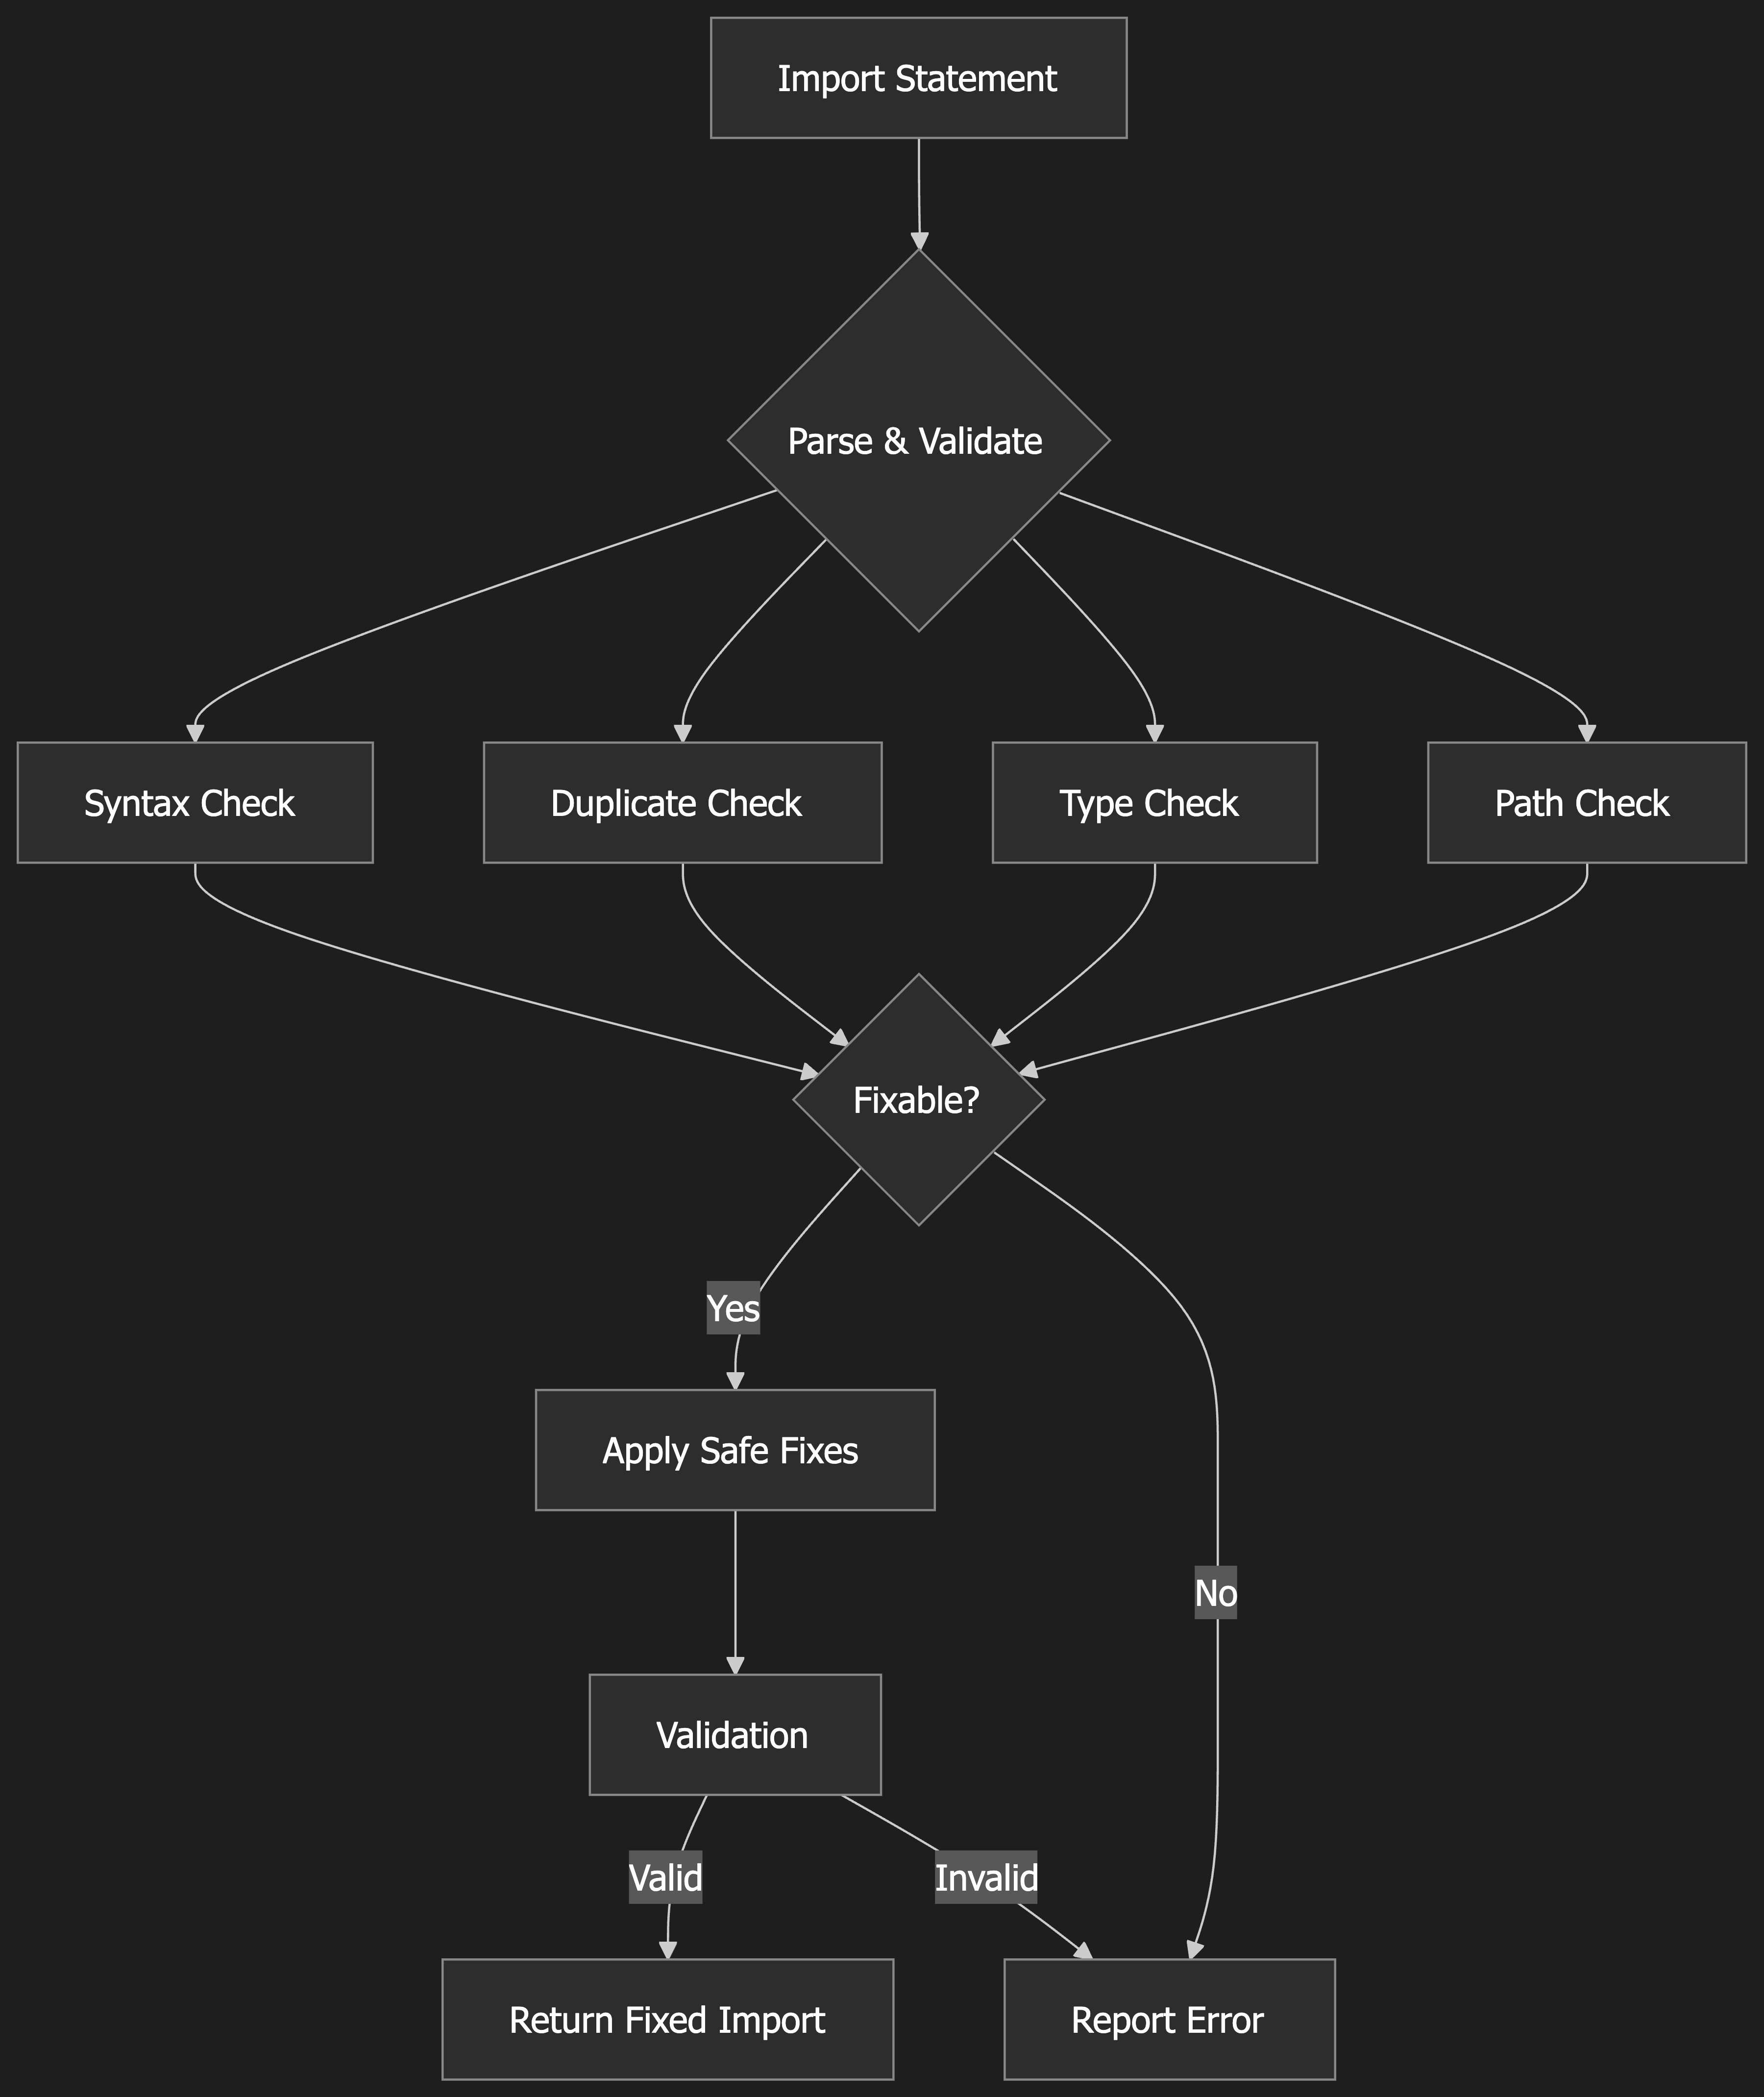 Import Statement
Parse & Validate
Syntax Check
Duplicate Check
Type Check
Path Check
Fixable?
Yes
Apply Safe Fixes
No
Validation
Valid
Invalid
Return Fixed Import
Report Error